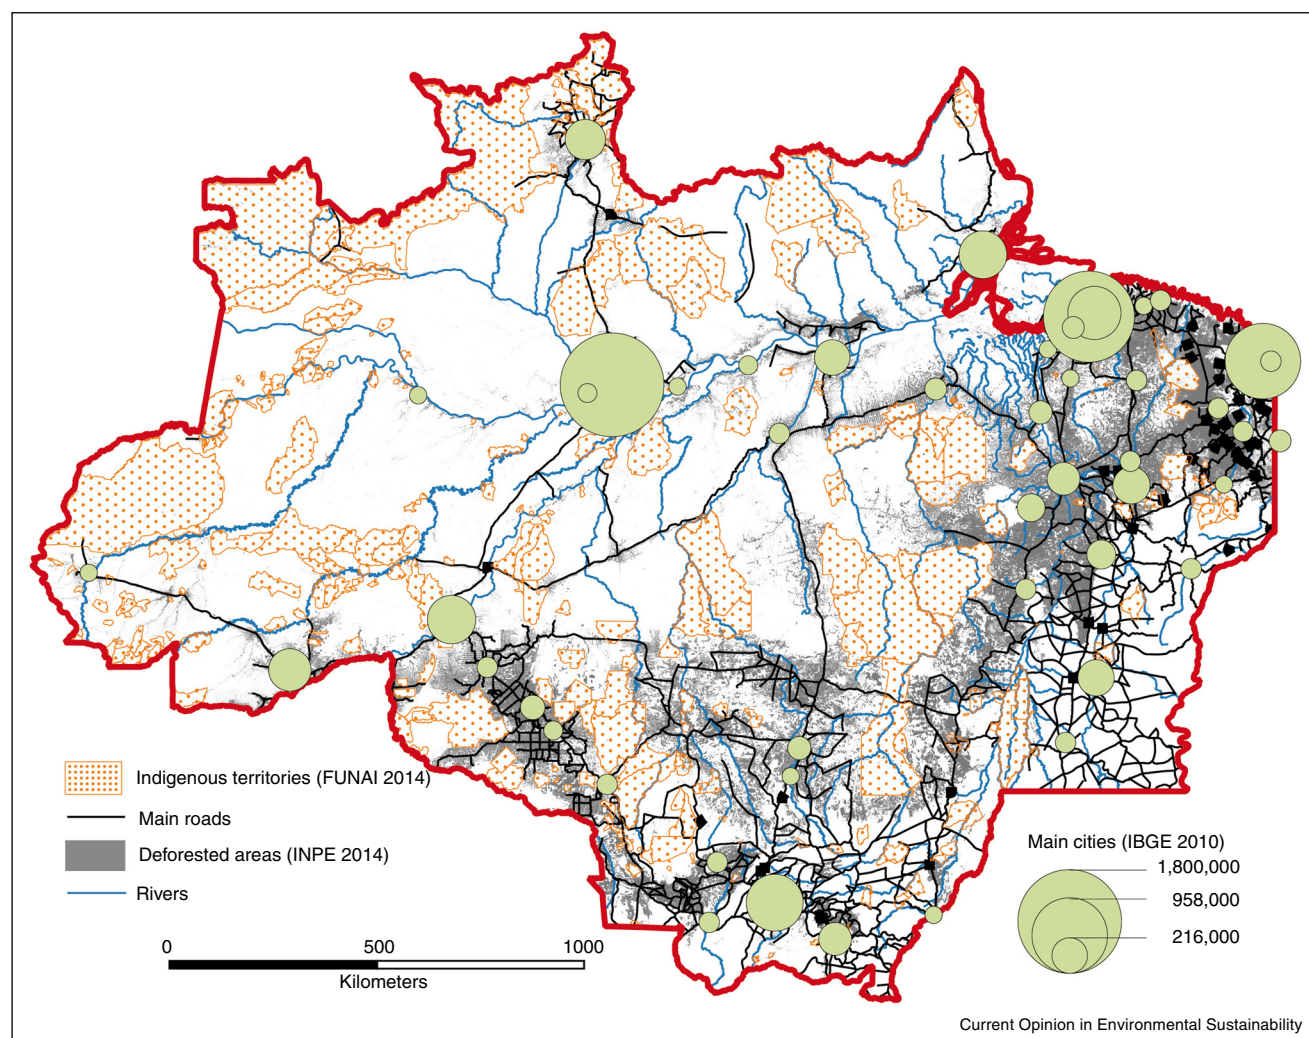 Indigenous territories (FUNAI 2014)
Main roads
Deforested areas (INPE 2014)
Rivers
0 500 1000
Kilometers
Main cities (IBGE 2010)
1,800,000
958,000
216,000
Current Opinion in Environmental Sustainability